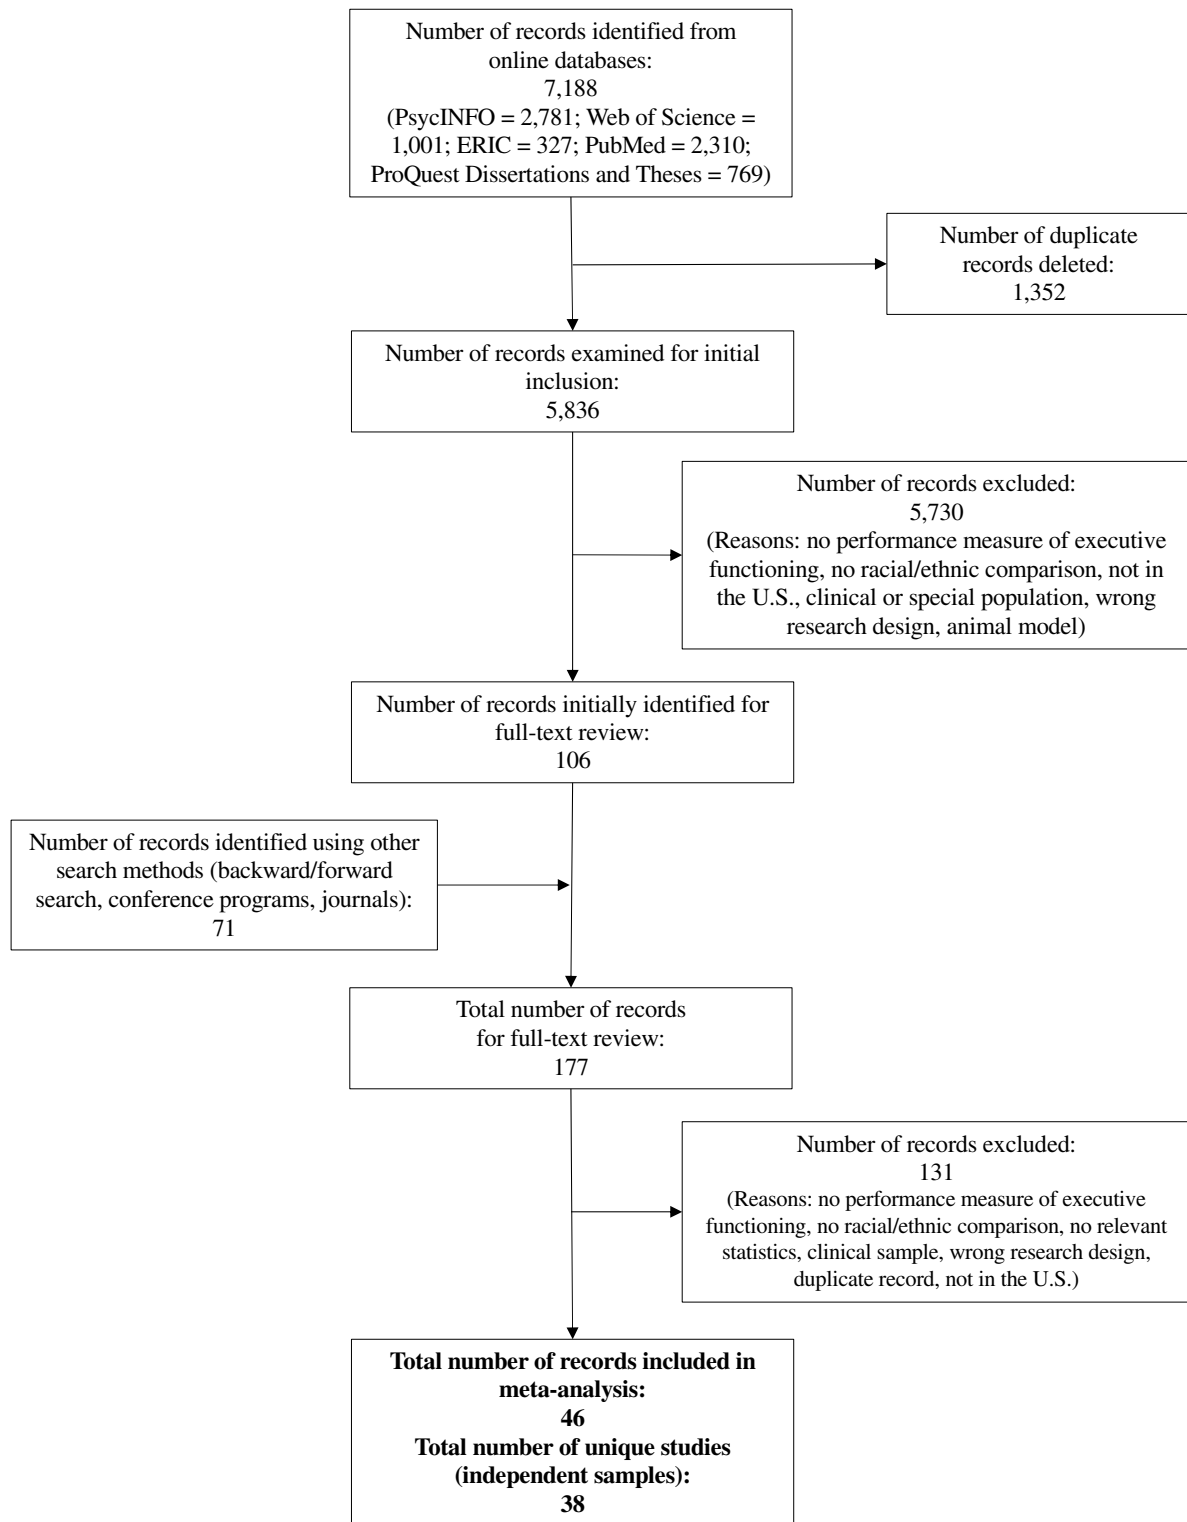 Number of records identified from
online databases:
7,188
(PsycINFO = 2,781; Web of Science =
1,001; ERIC = 327; PubMed = 2,310;
ProQuest Dissertations and Theses = 769)
Number of duplicate
records deleted:
1,352
Number of records examined for initial
inclusion:
5,836
Number of records excluded:
5,730
(Reasons: no performance measure of executive
functioning, no racial/ethnic comparison, not in
the U.S., clinical or special population, wrong
research design, animal model)
Number of records initially identified for
full-text review:
106
Number of records identified using other
search methods (backward/forward
search, conference programs, journals):
71
Total number of records
for full-text review:
177
Number of records excluded:
131
(Reasons: no performance measure of executive
functioning, no racial/ethnic comparison, no relevant
statistics, clinical sample, wrong research design,
duplicate record, not in the U.S.)
Total number of records included in
meta-analysis:
46
Total number of unique studies
(independent samples):
38